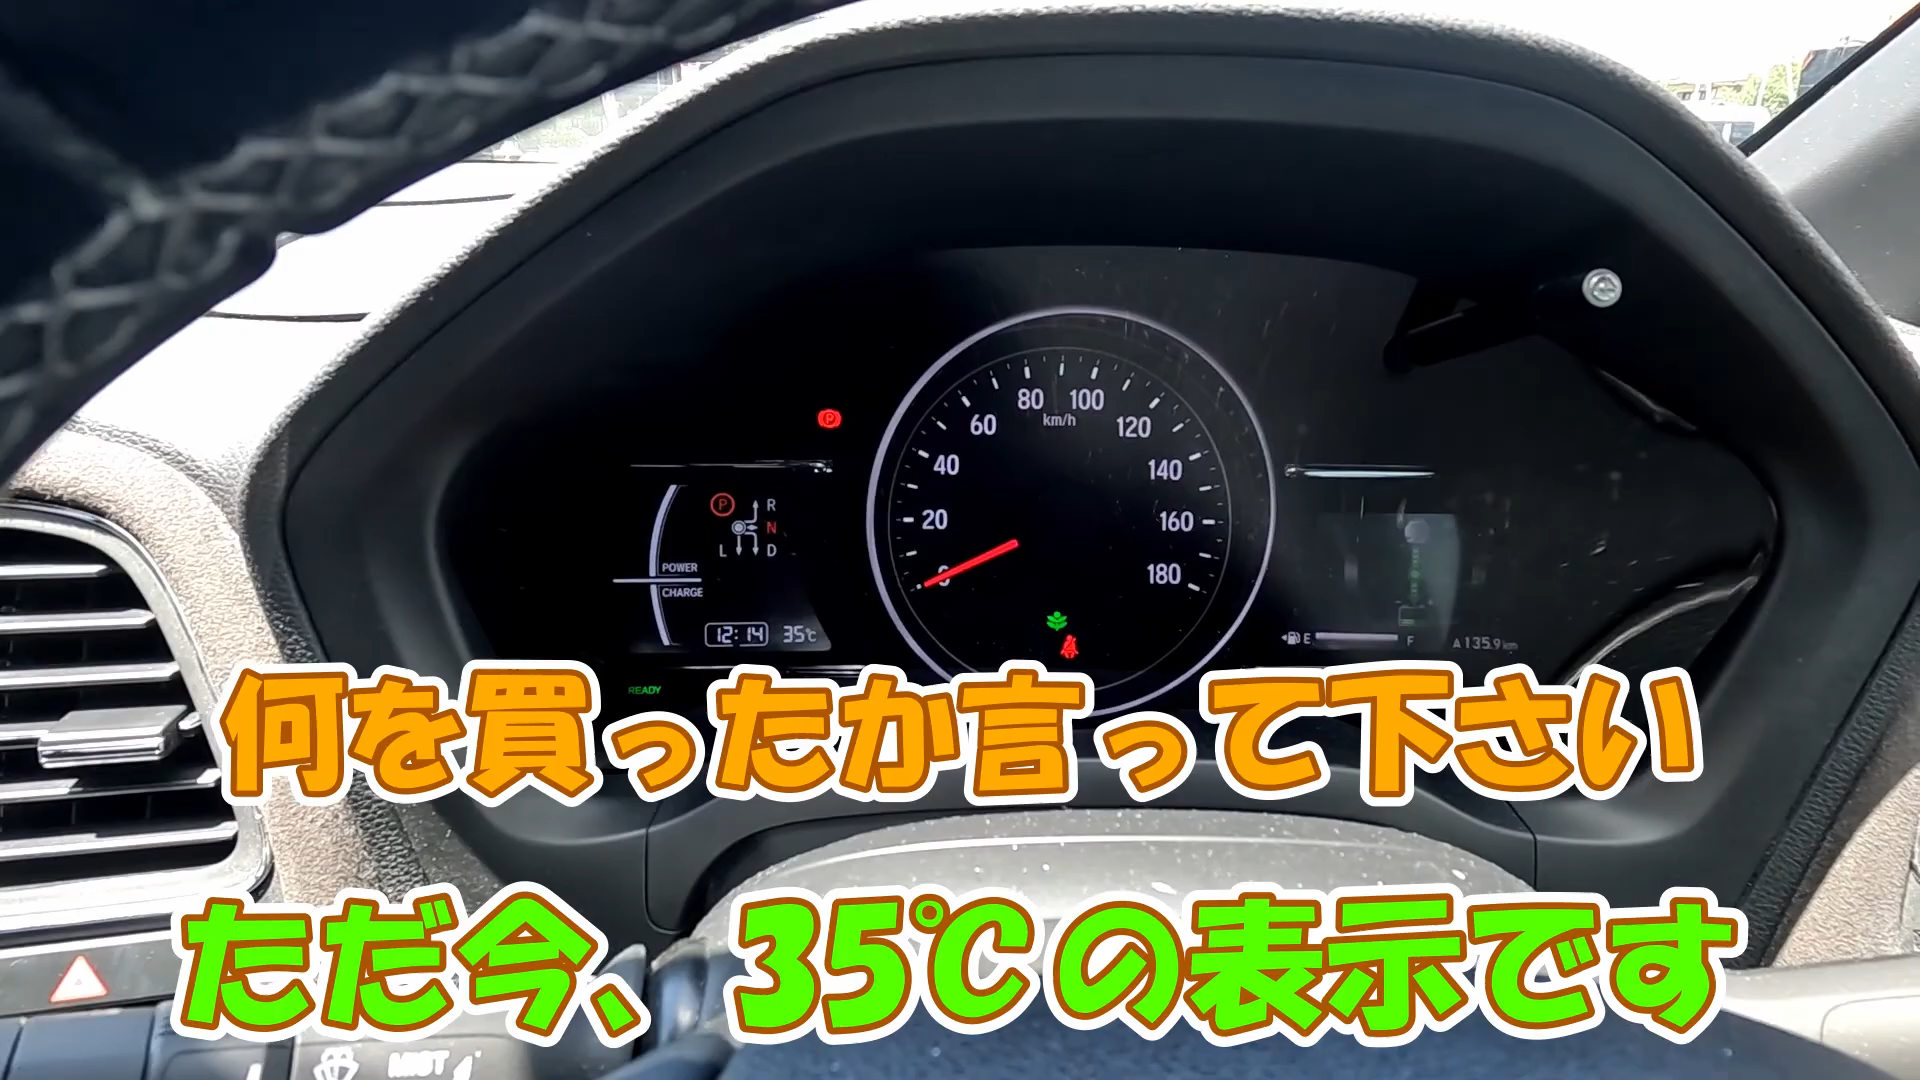 80 100
km/h
60 120
40 140
20 160
0 180
P R
N
L D
POWER
CHARGE
12:14 35℃
E F A 135.9 km
READY
何を買ったか言って下さい
ただ今、35℃の表示です
MIST